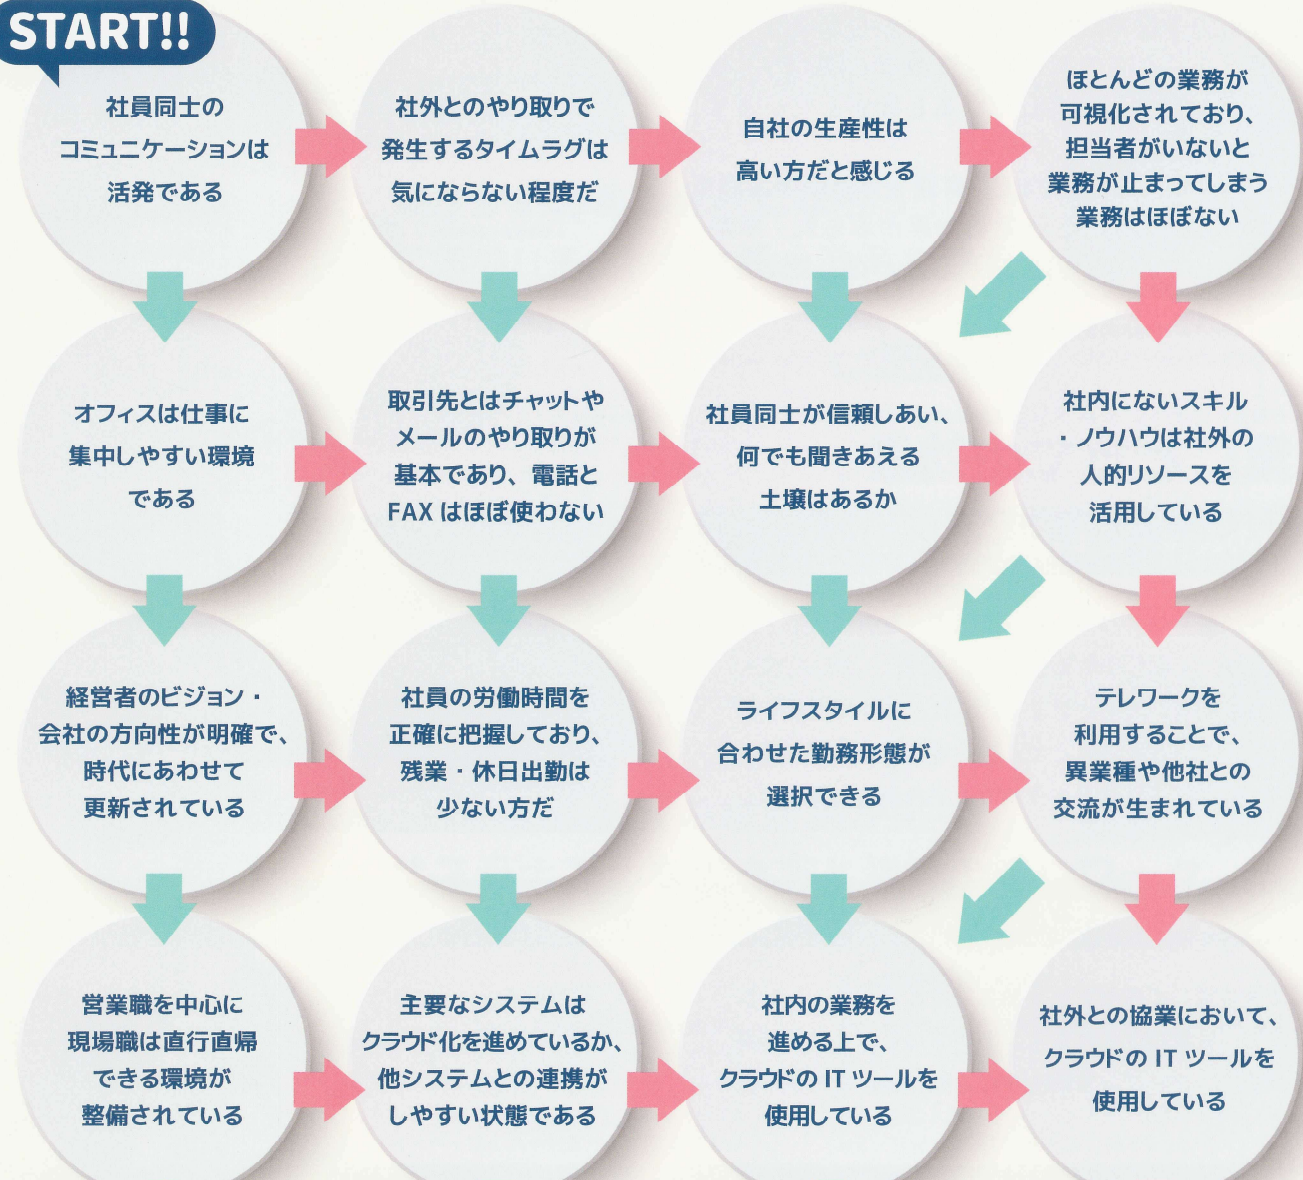 START!!
社員同士の
コミュニケーションは
活発である
社外とのやり取りで
発生するタイムラグは
気にならない程度だ
自社の生産性は
高い方だと感じる
ほとんどの業務が
可視化されており、
担当者がいないと
業務が止まってしまう
業務はほぼない
オフィスは仕事に
集中しやすい環境
である
取引先とはチャットや
メールのやり取りが
基本であり、電話と
FAX はほぼ使わない
社員同士が信頼しあい、
何でも聞きあえる
土壌はあるか
社内にないスキル
・ノウハウは社外の
人的リソースを
活用している
経営者のビジョン・
会社の方向性が明確で、
時代にあわせて
更新されている
社員の労働時間を
正確に把握しており、
残業・休日出勤は
少ない方だ
ライフスタイルに
合わせた勤務形態が
選択できる
テレワークを
利用することで、
異業種や他社との
交流が生まれている
営業職を中心に
現場職は直行直帰
できる環境が
整備されている
主要なシステムは
クラウド化を進めているか、
他システムとの連携が
しやすい状態である
社内の業務を
進める上で、
クラウドの IT ツールを
使用している
社外との協業において、
クラウドの IT ツールを
使用している